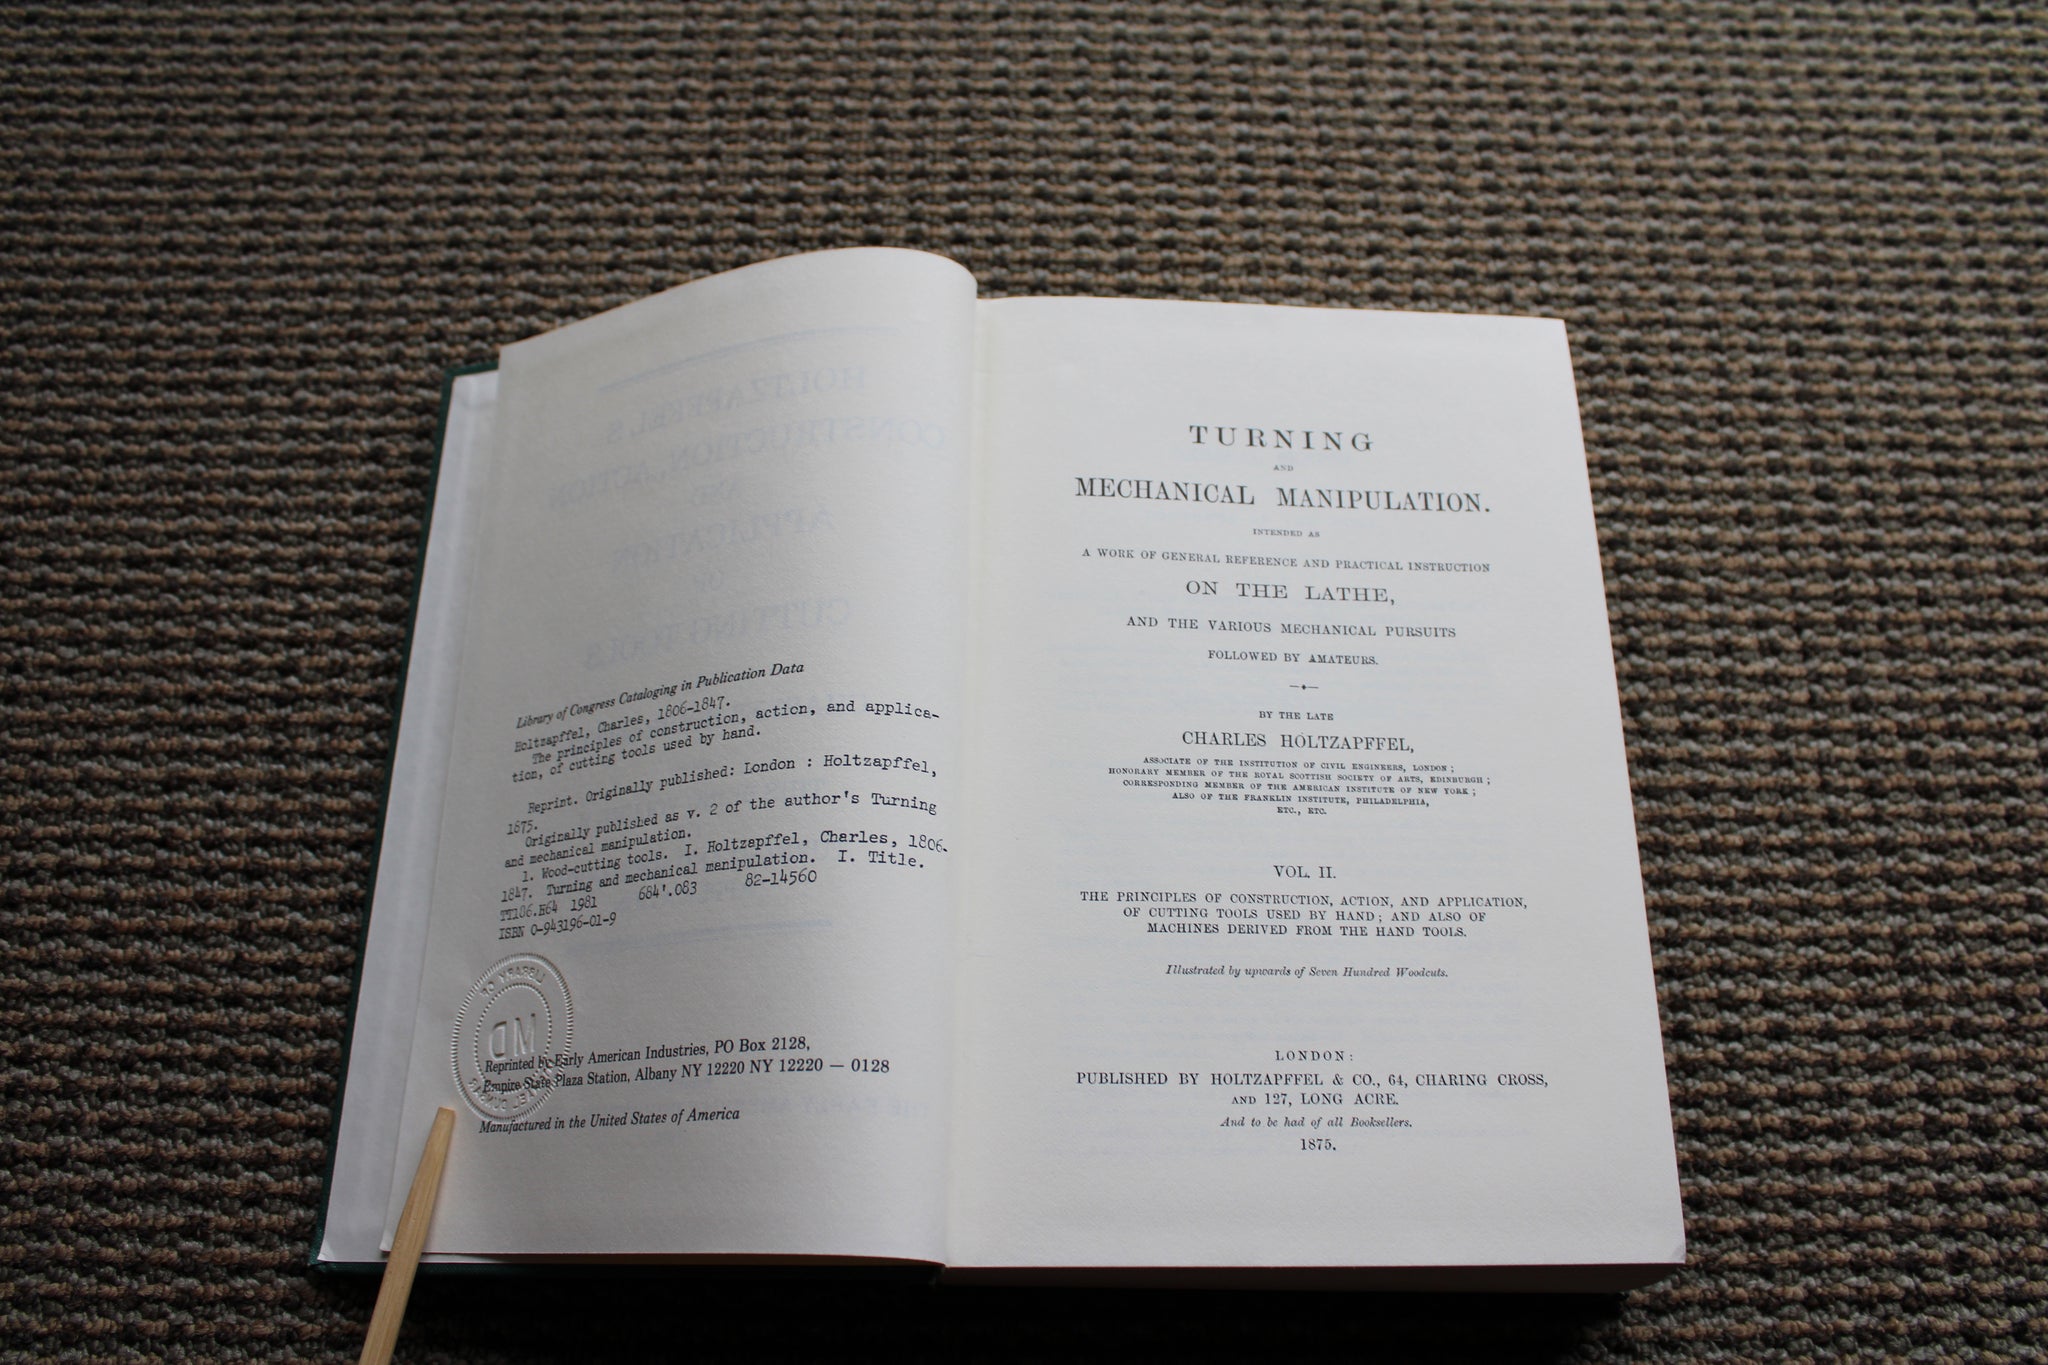 Library of Congress Cataloging in Publication Data
Holtzapffel, Charles, 1806-1847.
The principles of construction, action, and applica-
tion, of cutting tools used by hand.
Reprint. Originally published: London : Holtzapffel,
1875.
Originally published as v. 2 of the author's Turning
and mechanical manipulation.
1. Wood-cutting tools. I. Holtzapffel, Charles, 1806-
1847. Turning and mechanical manipulation. I. Title.
TT186.H64 1981 684'.083 82-14560
ISBN 0-943196-01-9
LIBRARY OF
MD
Reprinted by Early American Industries, PO Box 2128,
Empire State Plaza Station, Albany NY 12220 NY 12220 — 0128
Manufactured in the United States of America
TURNING
AND
MECHANICAL MANIPULATION.
INTENDED AS
A WORK OF GENERAL REFERENCE AND PRACTICAL INSTRUCTION
ON THE LATHE,
AND THE VARIOUS MECHANICAL PURSUITS
FOLLOWED BY AMATEURS.
BY THE LATE
CHARLES HOLTZAPFFEL,
ASSOCIATE OF THE INSTITUTION OF CIVIL ENGINEERS, LONDON ;
HONORARY MEMBER OF THE ROYAL SCOTTISH SOCIETY OF ARTS, EDINBURGH ;
CORRESPONDING MEMBER OF THE AMERICAN INSTITUTE OF NEW YORK ;
ALSO OF THE FRANKLIN INSTITUTE, PHILADELPHIA,
ETC., ETC.
VOL. II.
THE PRINCIPLES OF CONSTRUCTION, ACTION, AND APPLICATION,
OF CUTTING TOOLS USED BY HAND ; AND ALSO OF
MACHINES DERIVED FROM THE HAND TOOLS.
Illustrated by upwards of Seven Hundred Woodcuts.
LONDON :
PUBLISHED BY HOLTZAPFFEL & CO., 64, CHARING CROSS,
AND 127, LONG ACRE.
And to be had of all Booksellers.
1875.